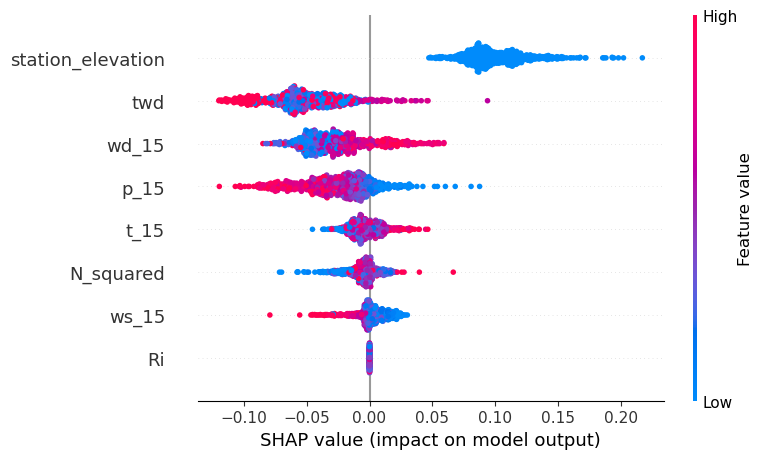 High
station_elevation
twd
wd_15
p_15
t_15
N_squared
ws_15
Ri
Feature value
Low
−0.10 −0.05 0.00 0.05 0.10 0.15 0.20
SHAP value (impact on model output)